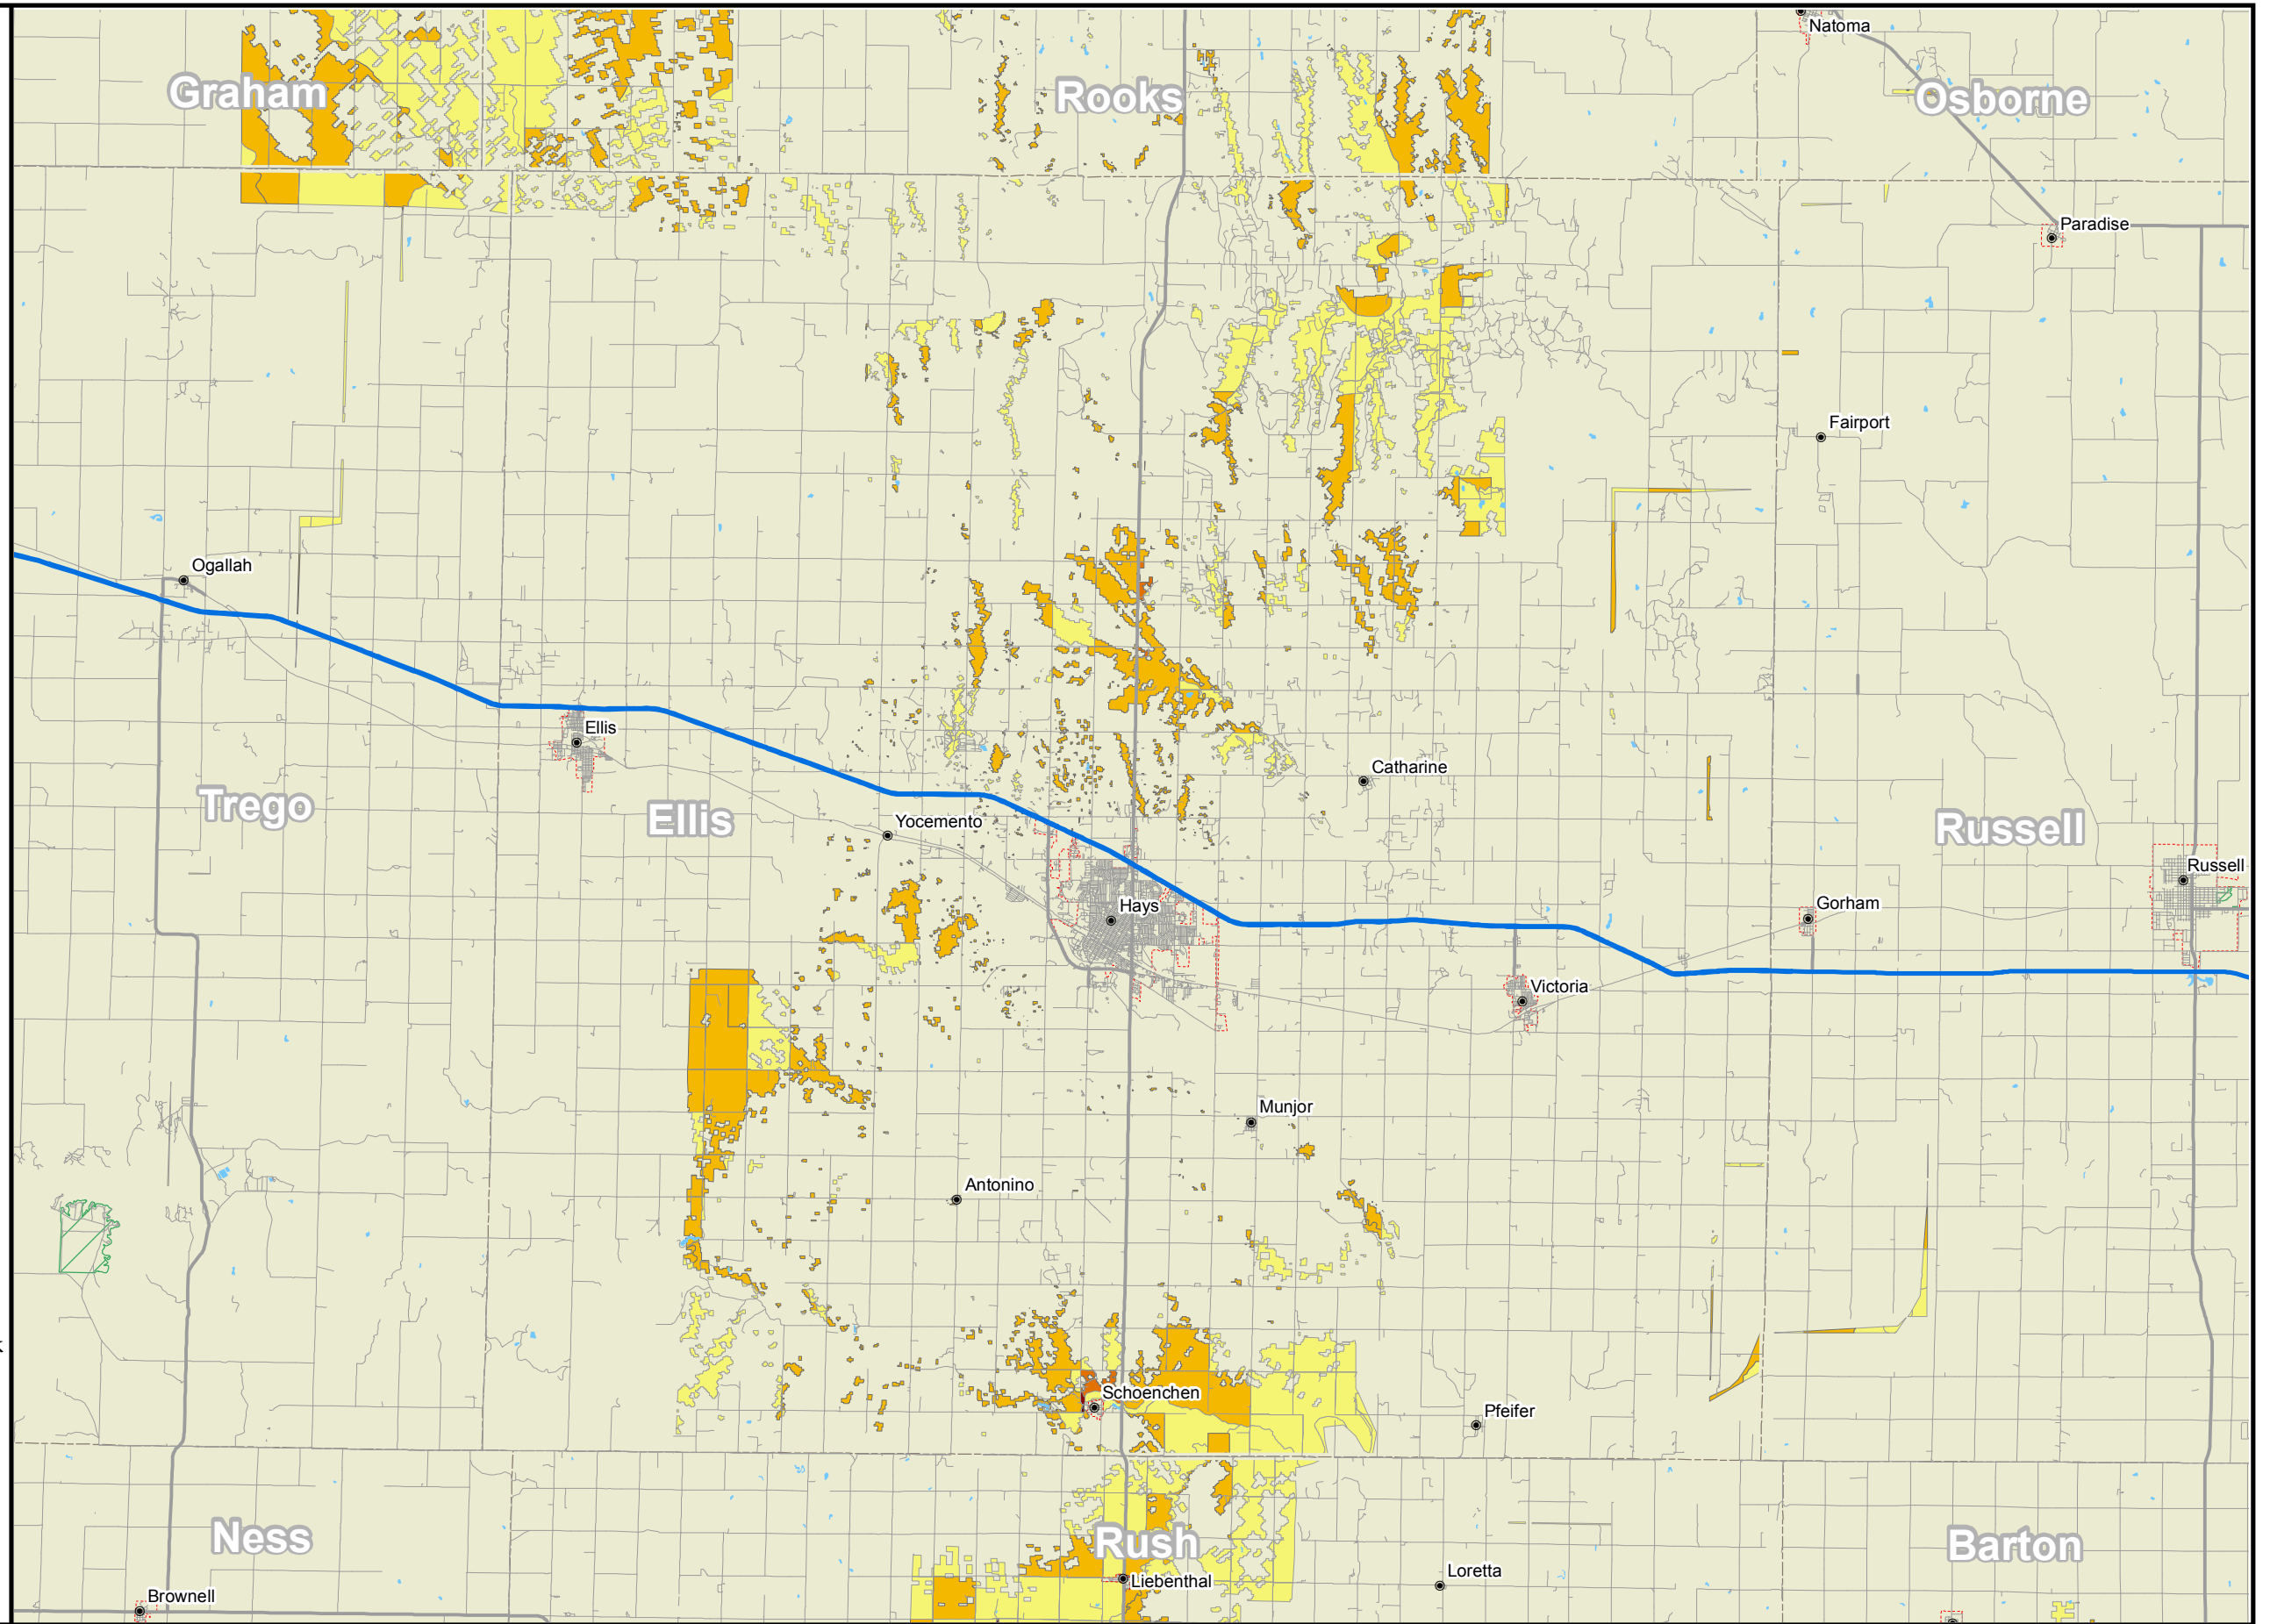 Natoma
Graham
Rooks
Osborne
Paradise
Fairport
Ogallah
Ellis
Catharine
Trego
Ellis
Yocemento
Russell
Russell
Hays
Gorham
Victoria
Munjor
Antonino
Schoenchen
Pfeifer
Ness
Rush
Barton
Loretta
Liebenthal
Brownell